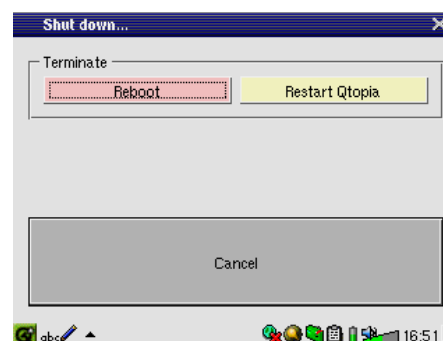 Shut down...
Terminate
Reboot Restart Qtopia
Cancel
abc 16:51